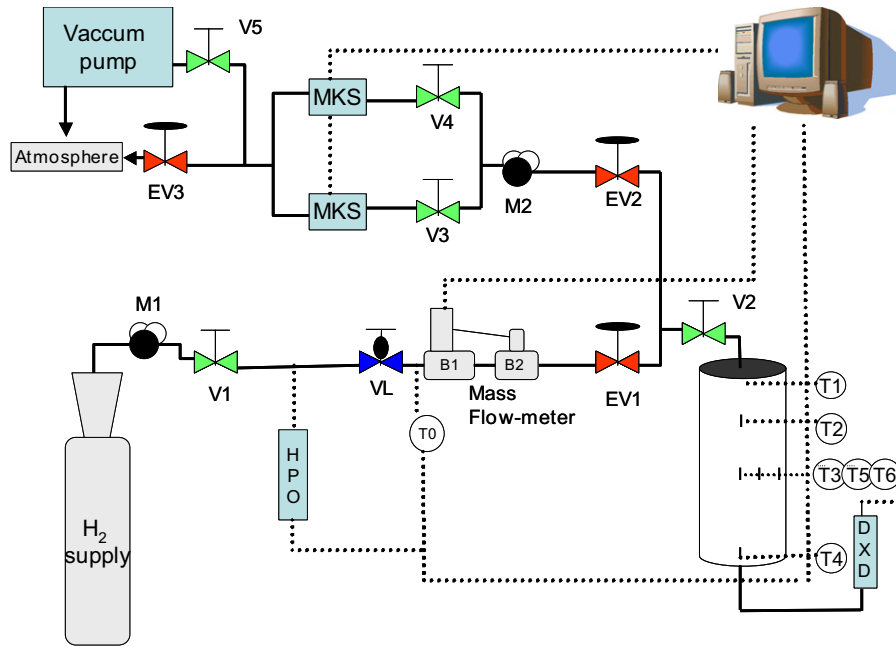 Vaccum
pump
V5
MKS
V4
Atmosphere
EV3
MKS
V3
M2
EV2
M1
V2
V1
VL
B1
B2
EV1
Mass
Flow-meter
T0
T1
T2
T3 T5 T6
T4
H
P
O
D
X
D
H2
supply